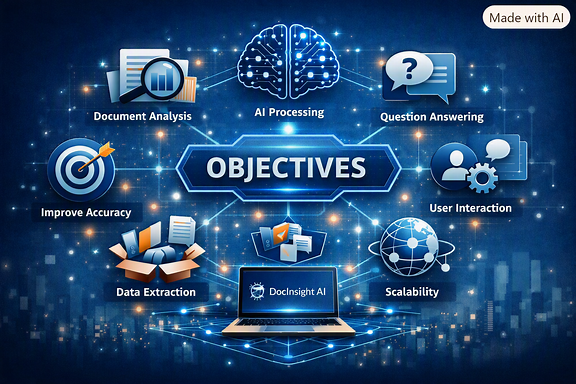 Made with AI
Document Analysis
AI Processing
Question Answering
OBJECTIVES
Improve Accuracy
User Interaction
Data Extraction
DocInsight AI
Scalability